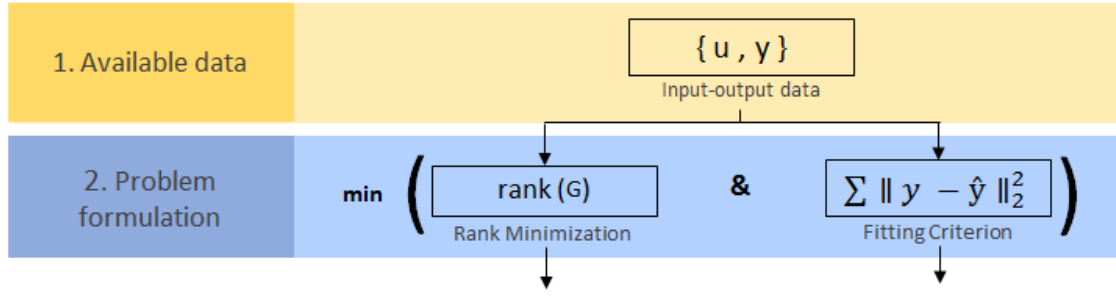 1. Available data
{ u , y }
Input-output data
2. Problem
formulation
min ( rank (G) & ∑ ‖ y − ŷ ‖₂² )
Rank Minimization
Fitting Criterion